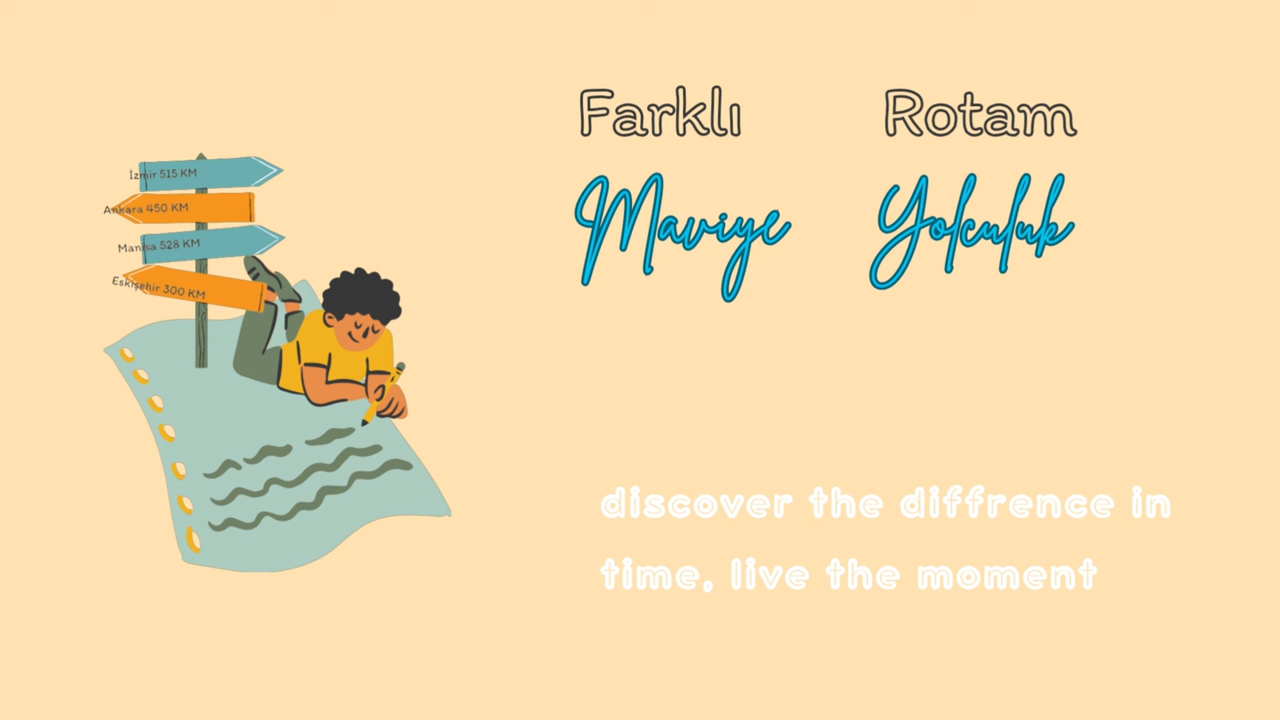 Farklı Rotam
Maviye Yolculuk
İzmir 515 KM
Ankara 450 KM
Manisa 528 KM
Eskişehir 300 KM
discover the diffrence in
time, live the moment